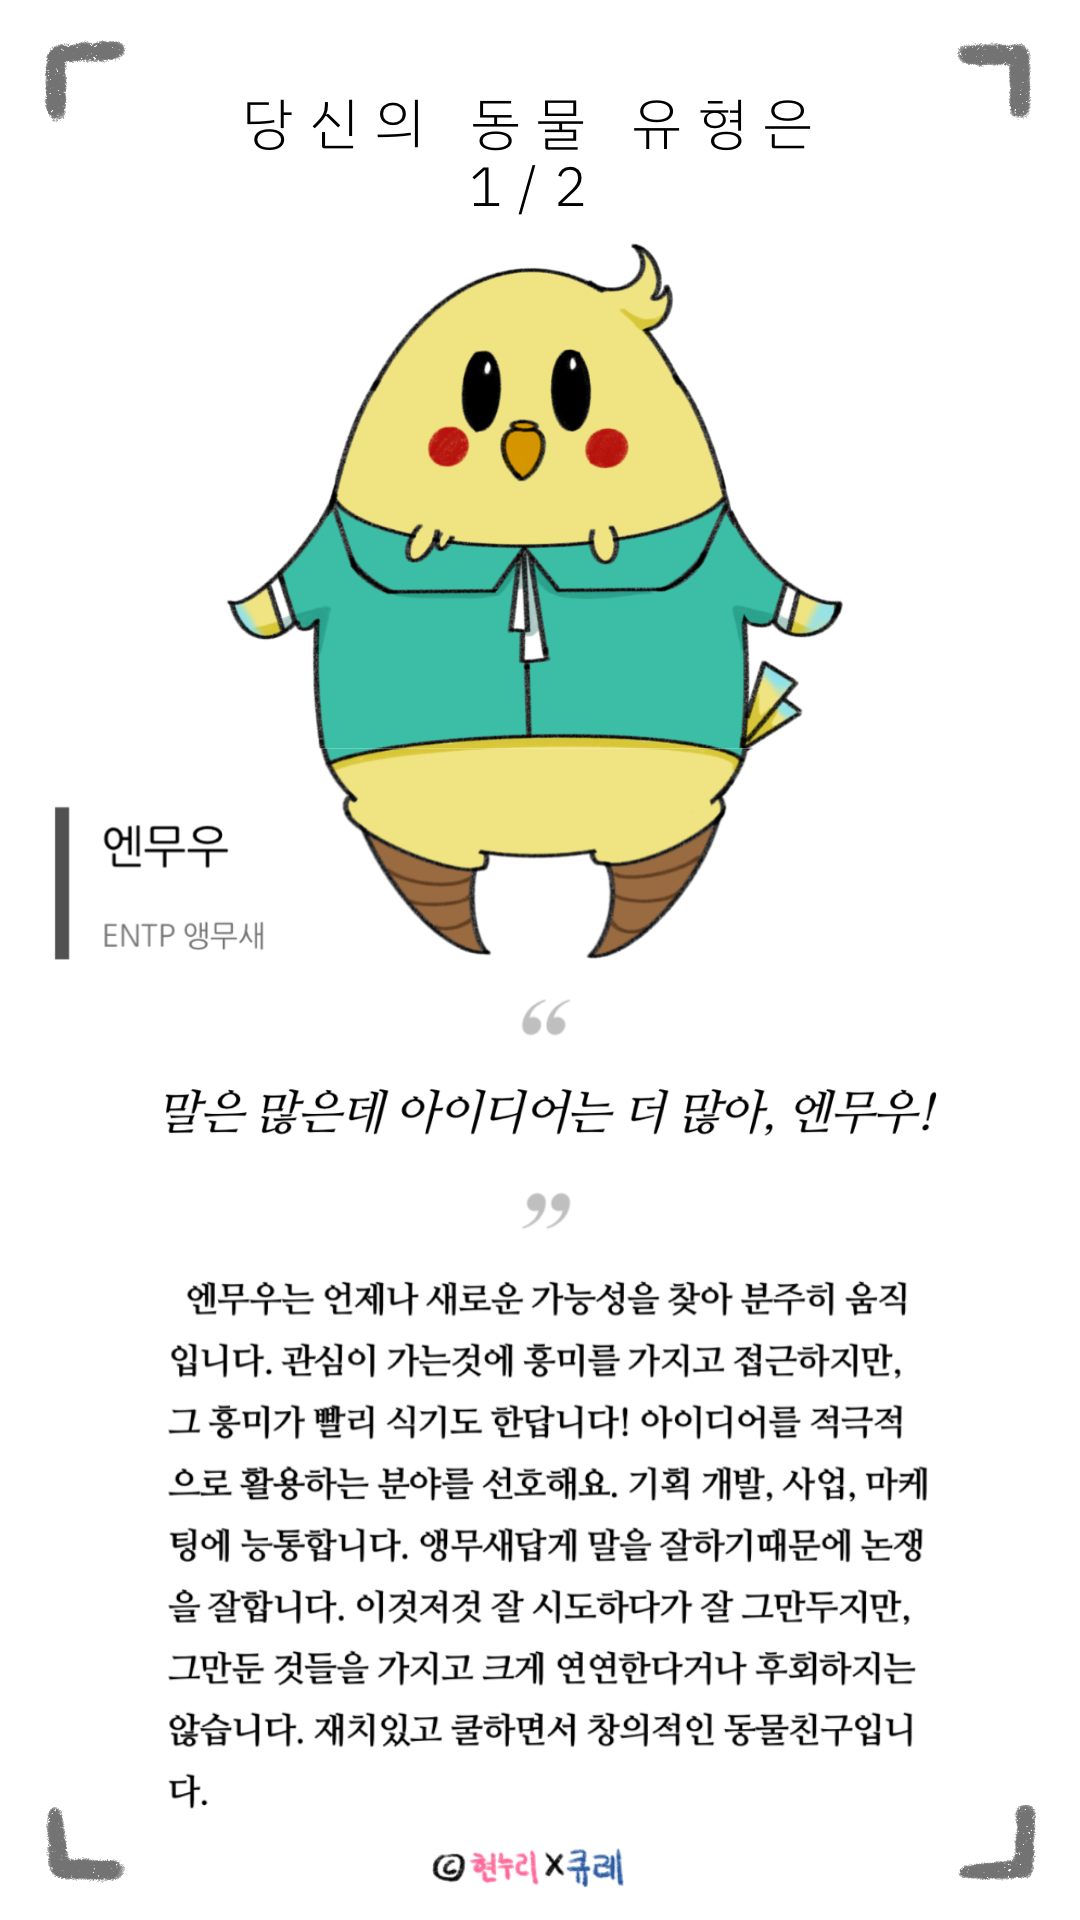 당신의 동물 유형은
1/2
엔무우
ENTP 앵무새
“
말은 많은데 아이디어는 더 많아, 엔무우!
”
엔무우는 언제나 새로운 가능성을 찾아 분주히 움직
입니다. 관심이 가는것에 흥미를 가지고 접근하지만,
그 흥미가 빨리 식기도 한답니다! 아이디어를 적극적
으로 활용하는 분야를 선호해요. 기획 개발, 사업, 마케
팅에 능통합니다. 앵무새답게 말을 잘하기때문에 논쟁
을 잘합니다. 이것저것 잘 시도하다가 잘 그만두지만,
그만둔 것들을 가지고 크게 연연한다거나 후회하지는
않습니다. 재치있고 쿨하면서 창의적인 동물친구입니
다.
© 현누리 X 큐레